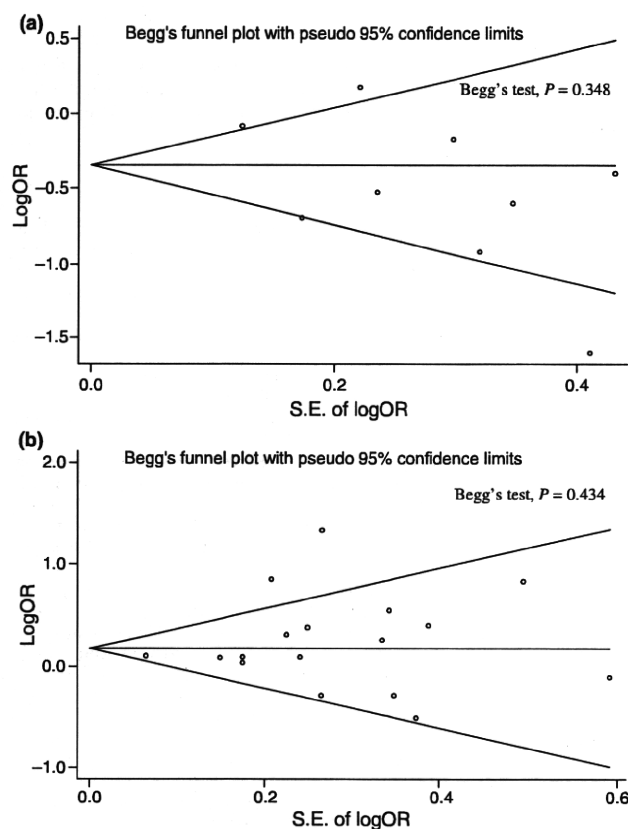 (a)
Begg's funnel plot with pseudo 95% confidence limits
Begg's test, P = 0.348
0.5
0.0
−0.5
−1.0
−1.5
LogOR
0.0 0.2 0.4
S.E. of logOR
(b)
Begg's funnel plot with pseudo 95% confidence limits
Begg's test, P = 0.434
2.0
1.0
0.0
−1.0
LogOR
0.0 0.2 0.4 0.6
S.E. of logOR